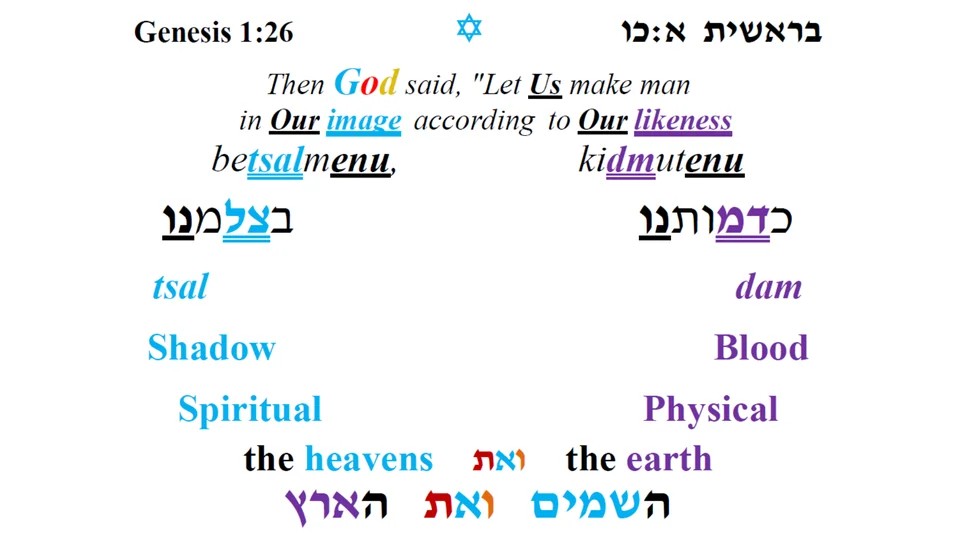 Genesis 1:26 ✡ בראשית א:כו
Then God said, "Let Us make man
in Our image according to Our likeness
betsalmenu, kidmutenu
בצלמנו כדמותנו
tsal dam
Shadow Blood
Spiritual Physical
the heavens ואת the earth
השמים ואת הארץ